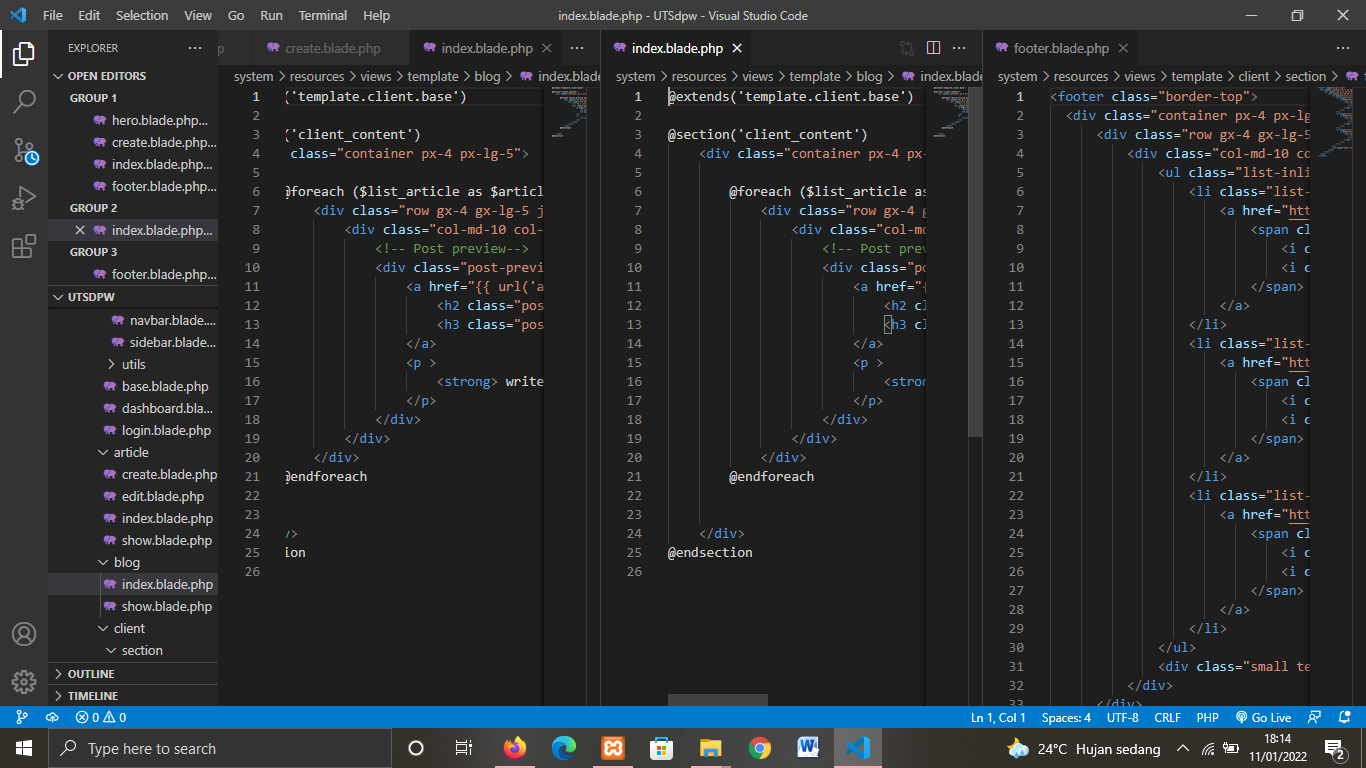 File Edit Selection View Go Run Terminal Help
index.blade.php - UTSdpw - Visual Studio Code
EXPLORER
OPEN EDITORS
GROUP 1
hero.blade.php...
create.blade.php...
index.blade.php...
footer.blade.php...
GROUP 2
index.blade.php...
GROUP 3
footer.blade.php...
UTSDPW
navbar.blade....
sidebar.blade...
utils
base.blade.php
dashboard.bla...
login.blade.php
article
create.blade.php
edit.blade.php
index.blade.php
show.blade.php
blog
index.blade.php
show.blade.php
client
section
OUTLINE
TIMELINE
create.blade.php
index.blade.php
system > resources > views > template > blog > index.blade
1 ('template.client.base')
2
3 ('client_content')
4 class="container px-4 px-lg-5">
5
6 @foreach ($list_article as $articl
7 <div class="row gx-4 gx-lg-5 j
8 <div class="col-md-10 col-
9 <!-- Post preview-->
10 <div class="post-previ
11 <a href="{{ url('a
12 <h2 class="pos
13 <h3 class="pos
14 </a>
15 <p >
16 <strong> write
17 </p>
18 </div>
19 </div>
20 </div>
21 @endforeach
22
23
24 >
25 ion
26
index.blade.php
system > resources > views > template > blog > index.blade
1 @extends('template.client.base')
2
3 @section('client_content')
4 <div class="container px-4 px-
5
6 @foreach ($list_article as
7 <div class="row gx-4 g
8 <div class="col-md
9 <!-- Post prev
10 <div class="po
11 <a href="{
12 <h2 cl
13 <h3 cl
14 </a>
15 <p >
16 <stron
17 </p>
18 </div>
19 </div>
20 </div>
21 @endforeach
22
23
24 </div>
25 @endsection
26
footer.blade.php
system > resources > views > template > client > section >
1 <footer class="border-top">
2 <div class="container px-4 px-lg
3 <div class="row gx-4 gx-lg-5
4 <div class="col-md-10 co
5 <ul class="list-inli
6 <li class="list-
7 <a href="htt
8 <span cl
9 <i c
10 <i c
11 </span>
12 </a>
13 </li>
14 <li class="list-
15 <a href="htt
16 <span cl
17 <i c
18 <i c
19 </span>
20 </a>
21 </li>
22 <li class="list-
23 <a href="htt
24 <span cl
25 <i c
26 <i c
27 </span>
28 </a>
29 </li>
30 </ul>
31 <div class="small te
32 </div>
33 </div>
0 0
Ln 1, Col 1 Spaces: 4 UTF-8 CRLF PHP Go Live
Type here to search
24°C Hujan sedang
18:14
11/01/2022
2